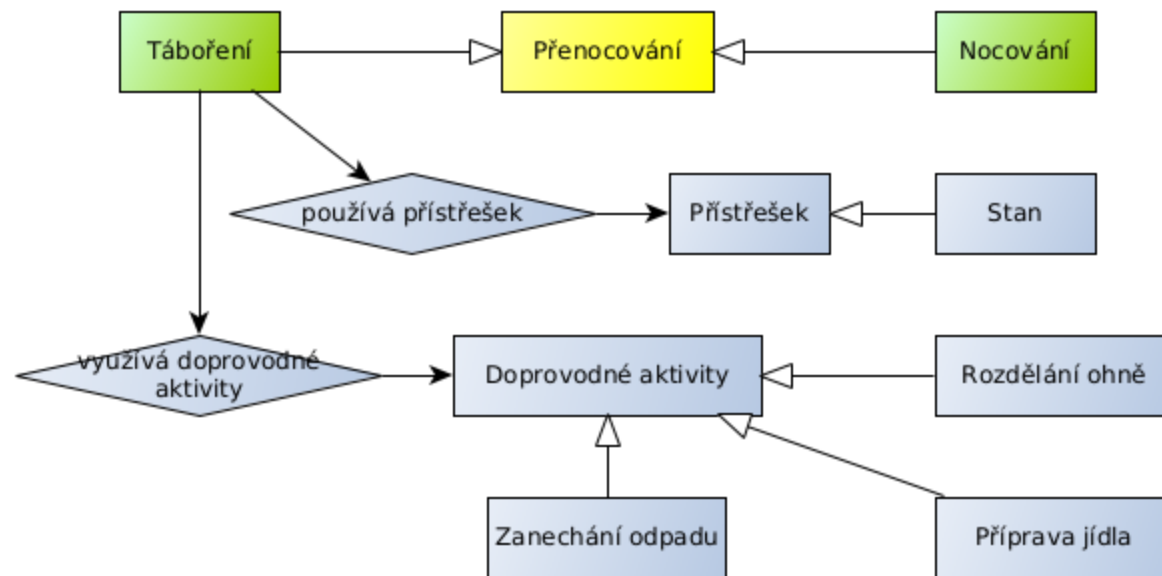 Táboření
Přenocování
Nocování
používá přístřešek
Přístřešek
Stan
využívá doprovodné
aktivity
Doprovodné aktivity
Rozdělání ohně
Zanechání odpadu
Příprava jídla